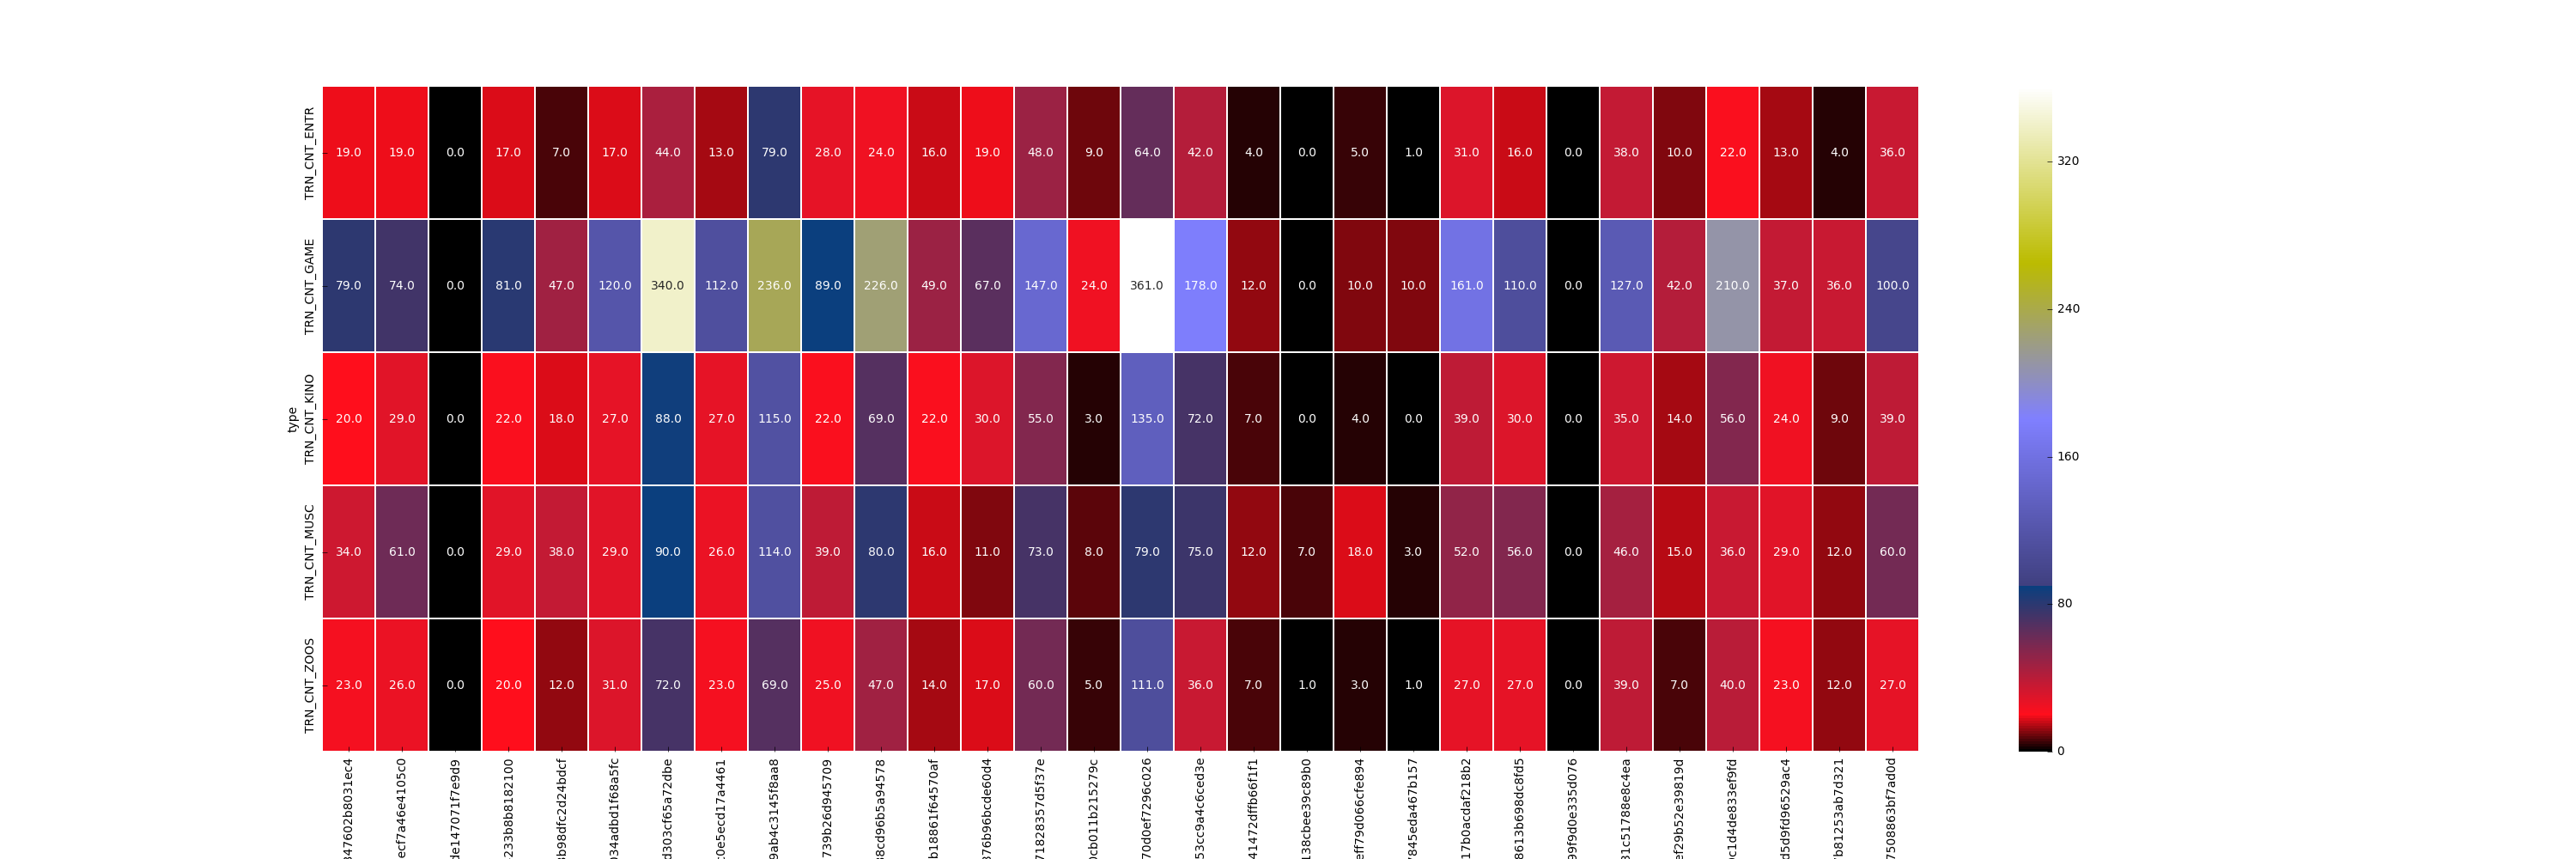 TRN_CNT_ENTR
19.0 19.0 0.0 17.0 7.0 17.0 44.0 13.0 79.0 28.0 24.0 16.0 19.0 48.0 9.0 64.0 42.0 4.0 0.0 5.0 1.0 31.0 16.0 0.0 38.0 10.0 22.0 13.0 4.0 36.0
TRN_CNT_GAME
79.0 74.0 0.0 81.0 47.0 120.0 340.0 112.0 236.0 89.0 226.0 49.0 67.0 147.0 24.0 361.0 178.0 12.0 0.0 10.0 10.0 161.0 110.0 0.0 127.0 42.0 210.0 37.0 36.0 100.0
type
TRN_CNT_KINO
20.0 29.0 0.0 22.0 18.0 27.0 88.0 27.0 115.0 22.0 69.0 22.0 30.0 55.0 3.0 135.0 72.0 7.0 0.0 4.0 0.0 39.0 30.0 0.0 35.0 14.0 56.0 24.0 9.0 39.0
TRN_CNT_MUSC
34.0 61.0 0.0 29.0 38.0 29.0 90.0 26.0 114.0 39.0 80.0 16.0 11.0 73.0 8.0 79.0 75.0 12.0 7.0 18.0 3.0 52.0 56.0 0.0 46.0 15.0 36.0 29.0 12.0 60.0
TRN_CNT_ZOOS
23.0 26.0 0.0 20.0 12.0 31.0 72.0 23.0 69.0 25.0 47.0 14.0 17.0 60.0 5.0 111.0 36.0 7.0 1.0 3.0 1.0 27.0 27.0 0.0 39.0 7.0 40.0 23.0 12.0 27.0
320
240
160
80
0